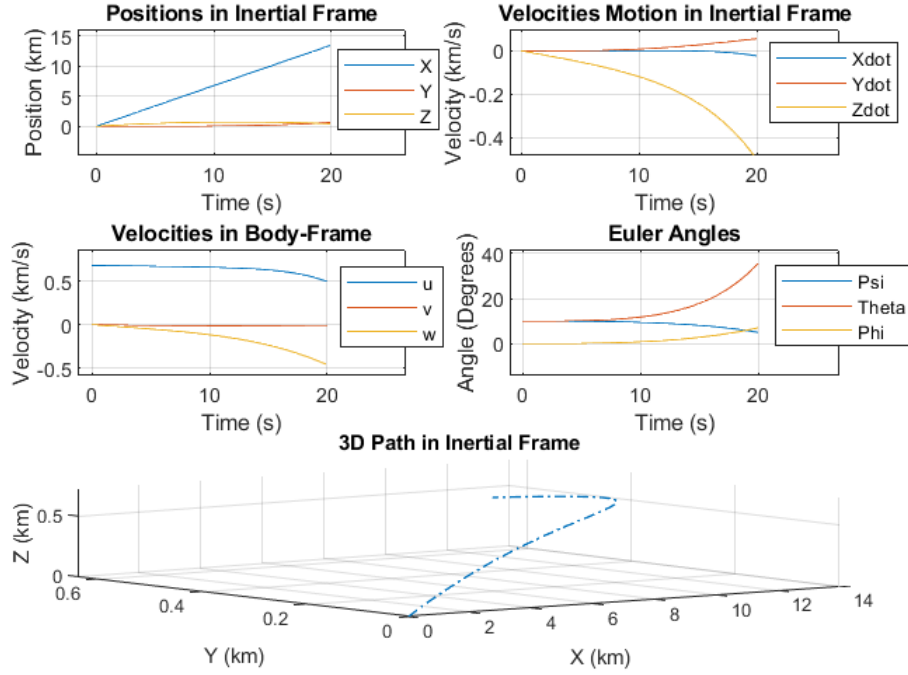 Positions in Inertial Frame
Position (km)
15
10
5
0
0
10
20
Time (s)
X
Y
Z
Velocities Motion in Inertial Frame
Velocity (km/s)
0
-0.2
-0.4
0
10
20
Time (s)
Xdot
Ydot
Zdot
Velocities in Body-Frame
Velocity (km/s)
0.5
0
-0.5
0
10
20
Time (s)
u
v
w
Euler Angles
Angle (Degrees)
40
20
0
0
10
20
Time (s)
Psi
Theta
Phi
3D Path in Inertial Frame
Z (km)
0.5
0
0.6
0.4
0.2
0
Y (km)
0
2
4
6
8
10
12
14
X (km)